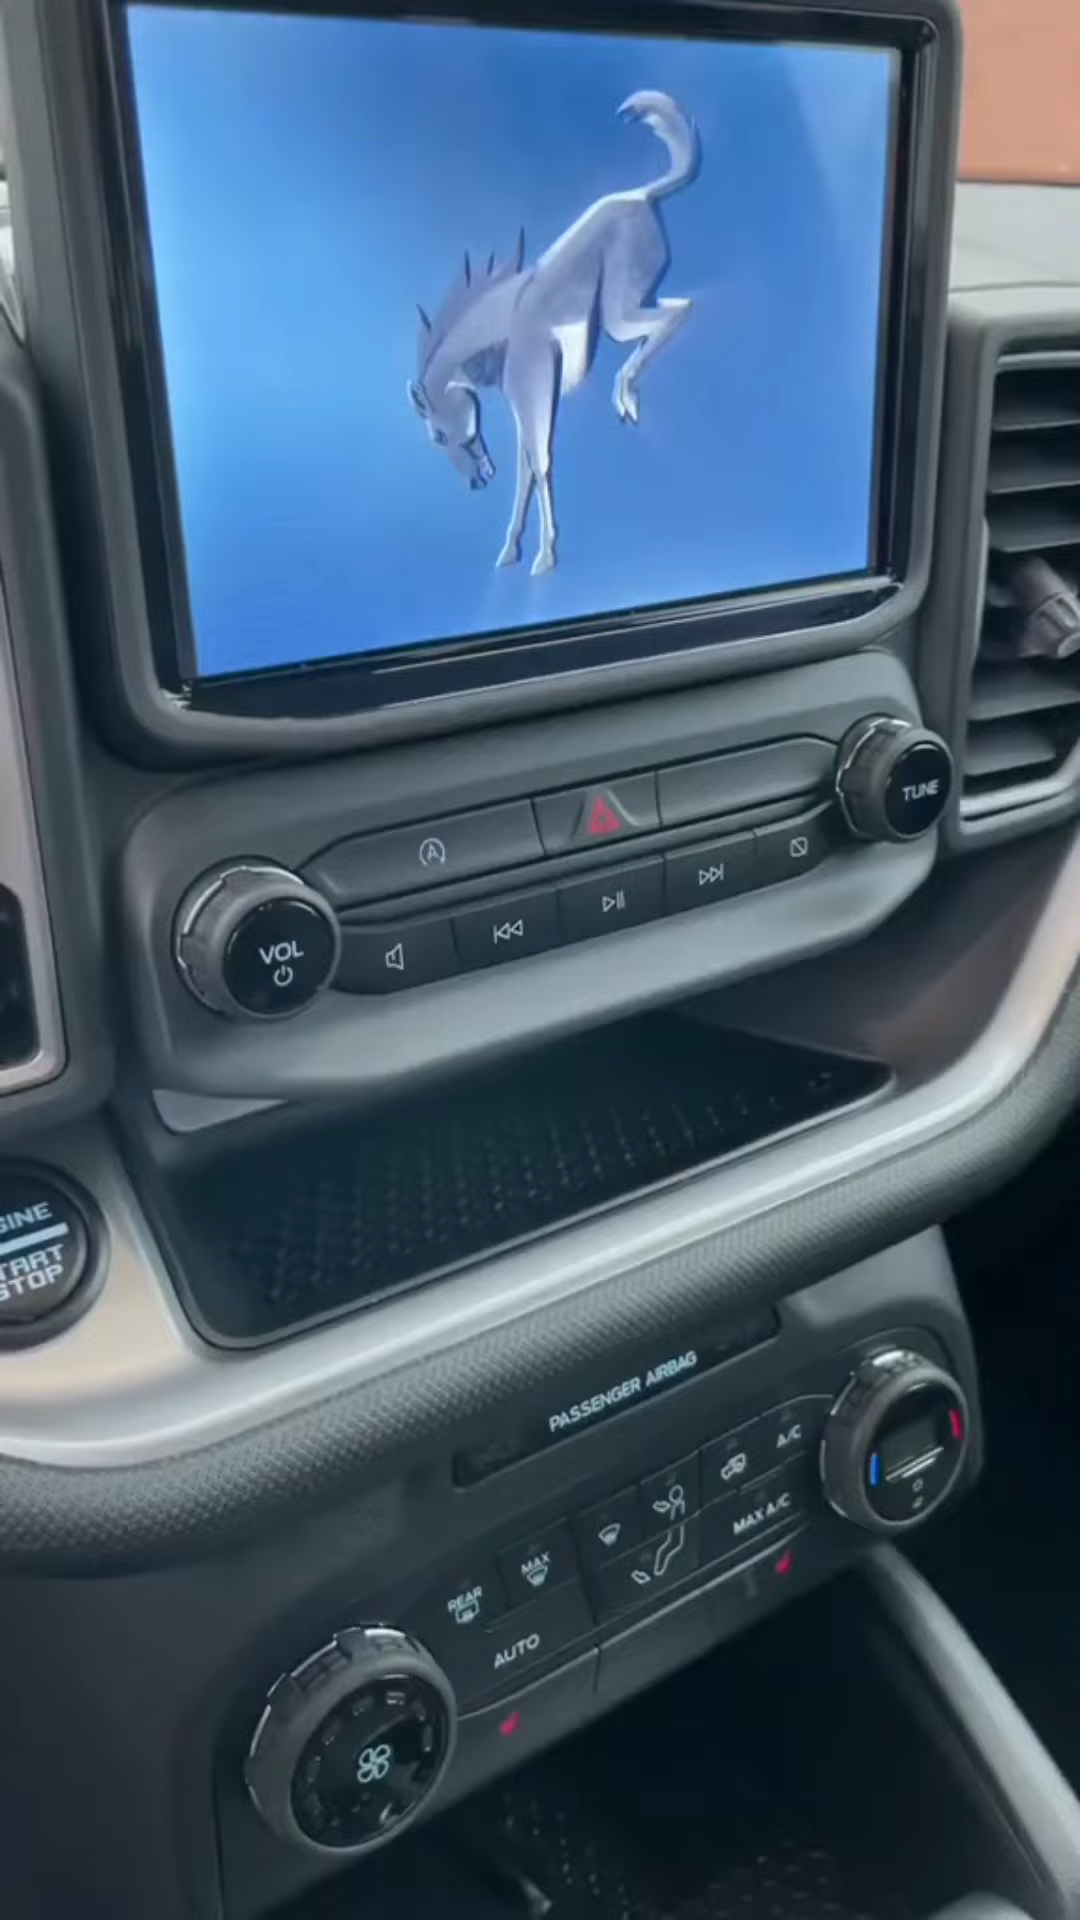 TUNE
VOL
GINE
START
STOP
PASSENGER AIRBAG
A/C
MAX A/C
MAX
REAR
AUTO